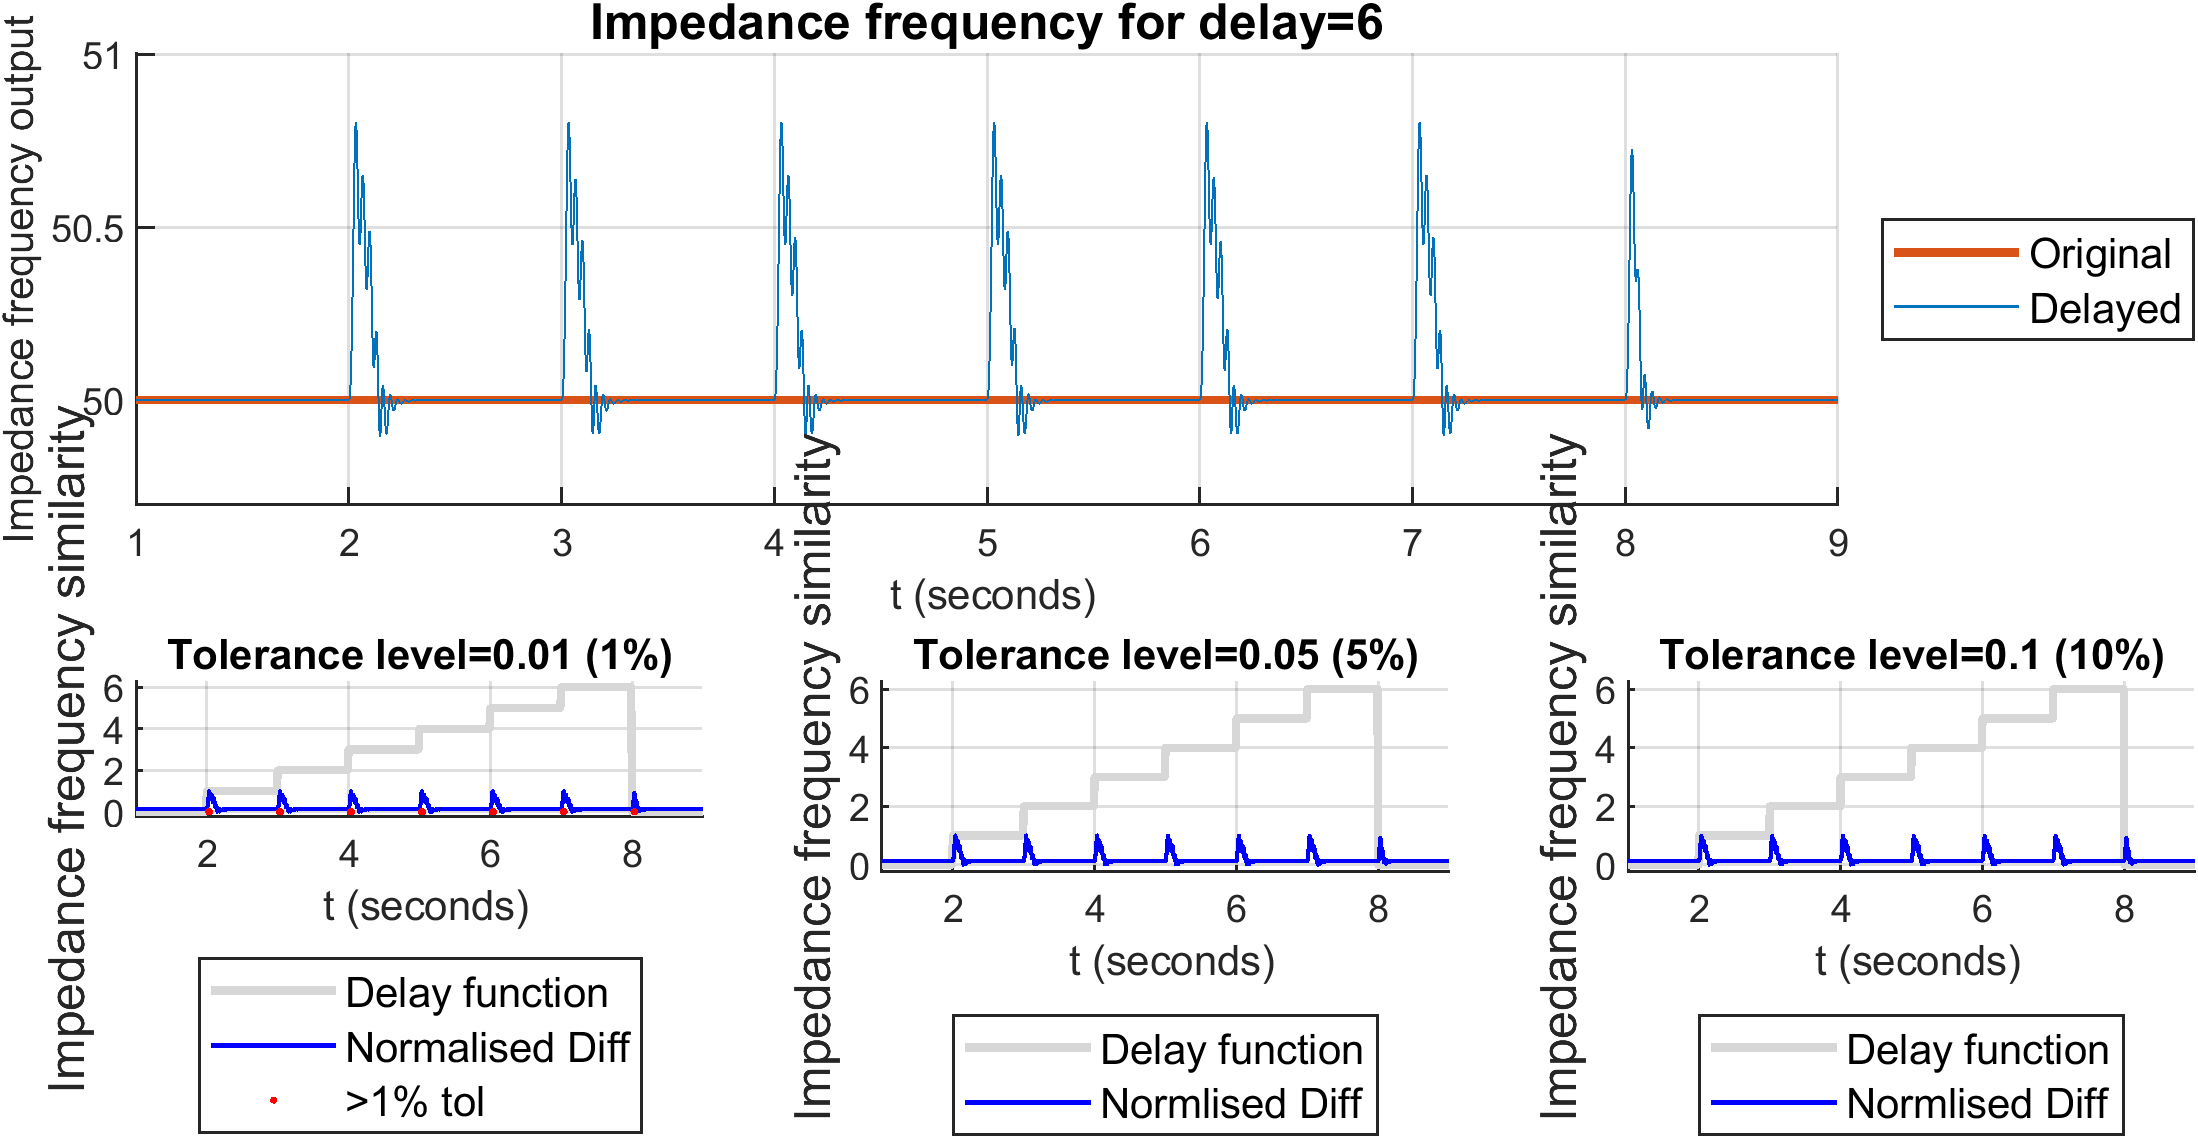 Impedance frequency for delay=6
Impedance frequency output
51
50.5
50
1 2 3 4 5 6 7 8 9
t (seconds)
Original
Delayed
Impedance frequency similarity
Tolerance level=0.01 (1%)
6
4
2
0
2 4 6 8
t (seconds)
Delay function
Normalised Diff
>1% tol
Impedance frequency similarity
Tolerance level=0.05 (5%)
6
4
2
0
2 4 6 8
t (seconds)
Delay function
Normlised Diff
Impedance frequency similarity
Tolerance level=0.1 (10%)
6
4
2
0
2 4 6 8
t (seconds)
Delay function
Normlised Diff